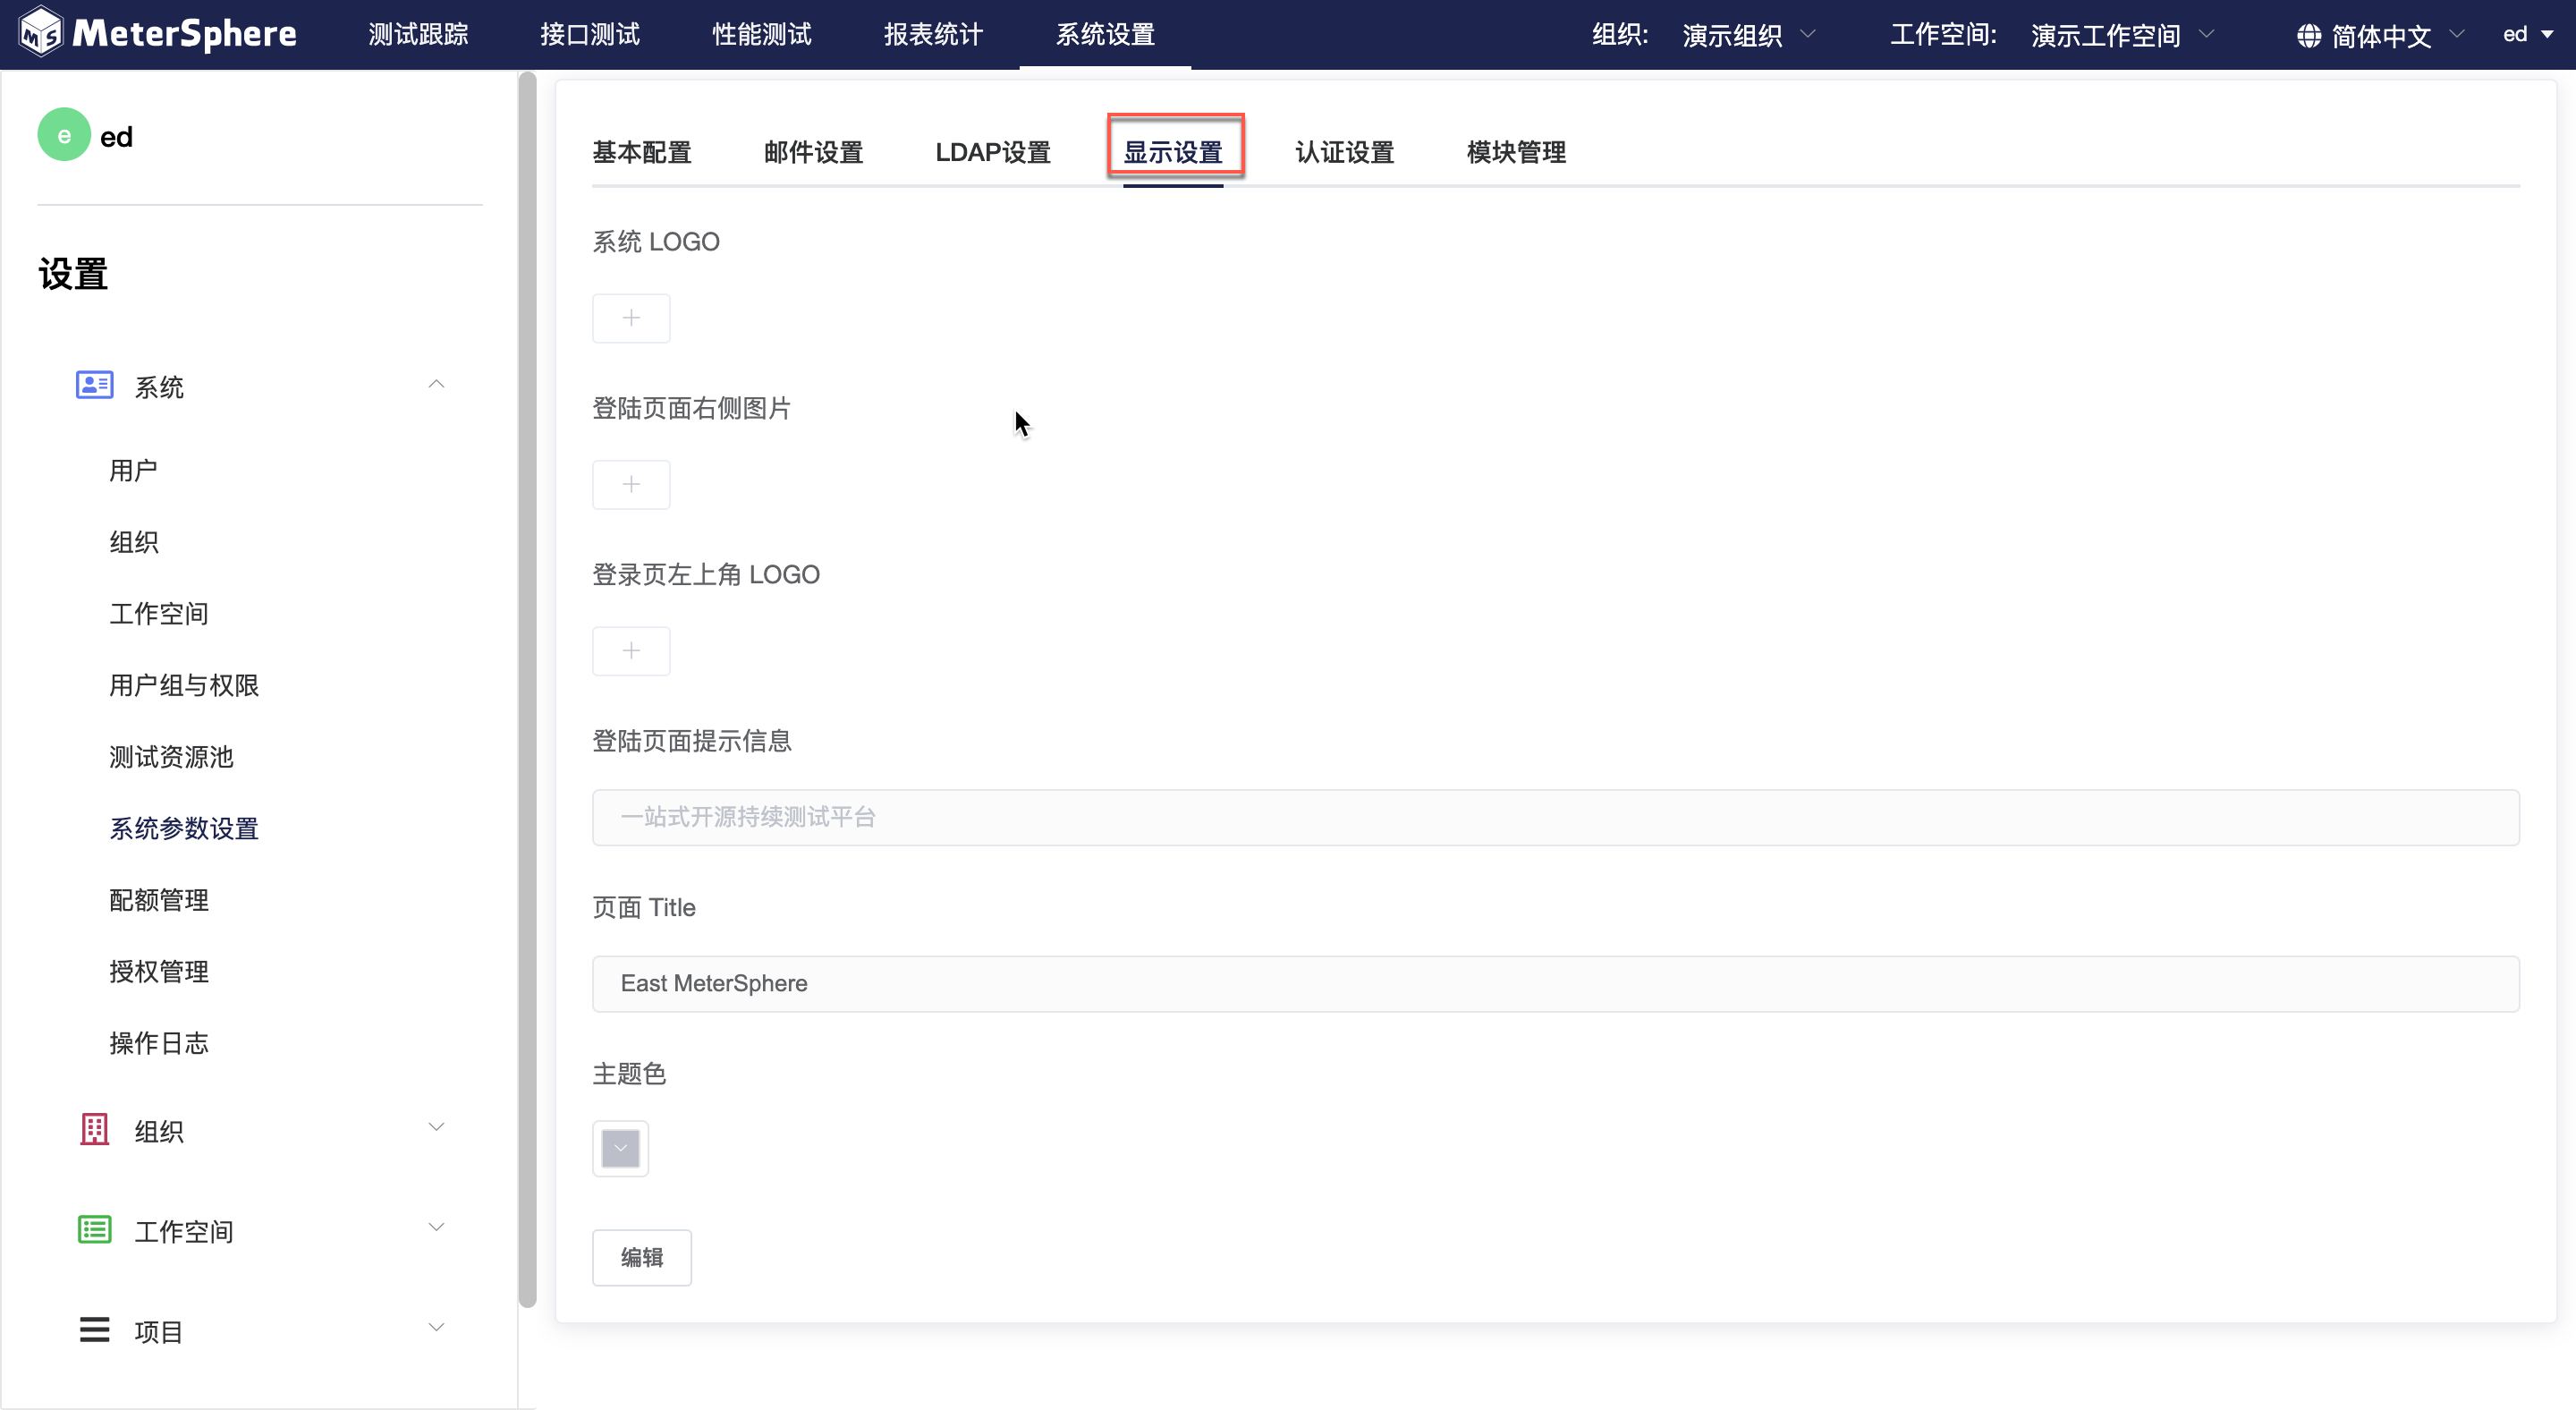 MS MeterSphere 测试跟踪 接口测试 性能测试 报表统计 系统设置 组织: 演示组织 工作空间: 演示工作空间 简体中文 ed
e ed
设置
系统
用户
组织
工作空间
用户组与权限
测试资源池
系统参数设置
配额管理
授权管理
操作日志
组织
工作空间
项目
基本配置 邮件设置 LDAP设置 显示设置 认证设置 模块管理
系统 LOGO
登陆页面右侧图片
登录页左上角 LOGO
登陆页面提示信息
一站式开源持续测试平台
页面 Title
East MeterSphere
主题色
编辑